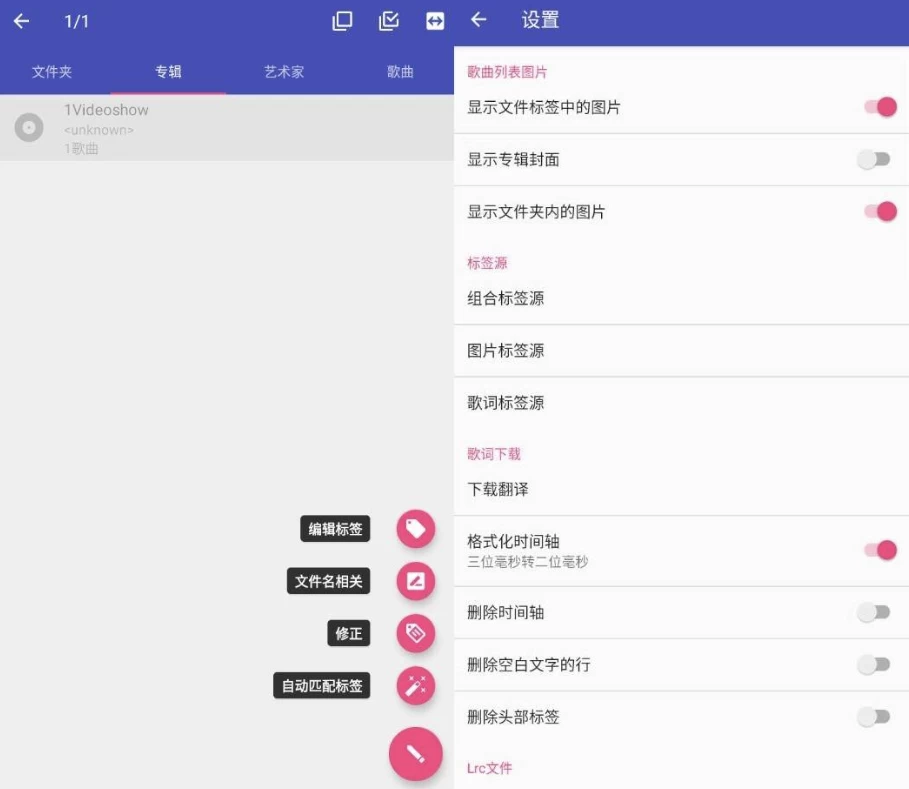 1/1
文件夹
专辑
艺术家
歌曲
1Videoshow
<unknown>
1歌曲
编辑标签
文件名相关
修正
自动匹配标签
设置
歌曲列表图片
显示文件标签中的图片
显示专辑封面
显示文件夹内的图片
标签源
组合标签源
图片标签源
歌词标签源
歌词下载
下载翻译
格式化时间轴
三位毫秒转二位毫秒
删除时间轴
删除空白文字的行
删除头部标签
Lrc文件